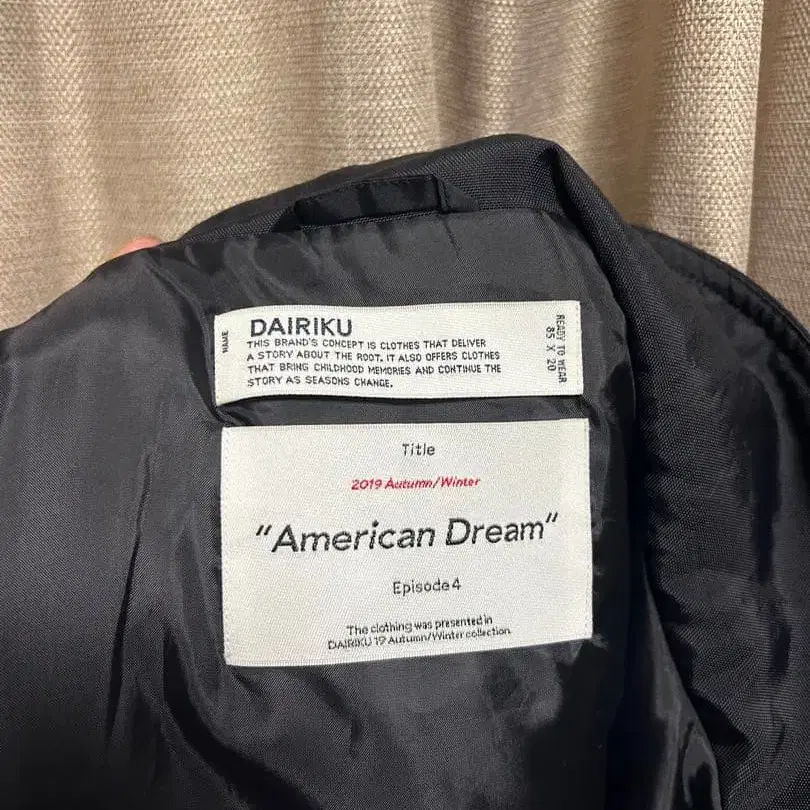 NAME
DAIRIKU
THIS BRAND'S CONCEPT IS CLOTHES THAT DELIVER
A STORY ABOUT THE ROOT. IT ALSO OFFERS CLOTHES
THAT BRING CHILDHOOD MEMORIES AND CONTINUE THE
STORY AS SEASONS CHANGE.
READY TO WEAR
85 X 20
Title
2019 Autumn/Winter
"American Dream"
Episode 4
The clothing was presented in
DAIRIKU 19 Autumn/Winter collection